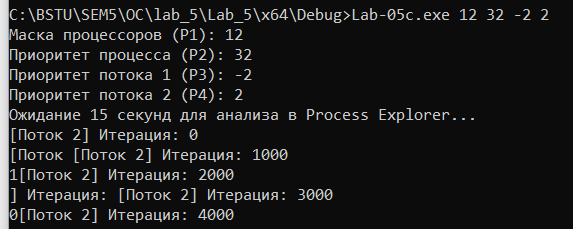 C:\BSTU\SEM5\OC\lab_5\Lab_5\x64\Debug>Lab-05c.exe 12 32 -2 2
Маска процессоров (P1): 12
Приоритет процесса (P2): 32
Приоритет потока 1 (P3): -2
Приоритет потока 2 (P4): 2
Ожидание 15 секунд для анализа в Process Explorer...
[Поток 2] Итерация: 0
[Поток [Поток 2] Итерация: 1000
1[Поток 2] Итерация: 2000
] Итерация: [Поток 2] Итерация: 3000
0[Поток 2] Итерация: 4000